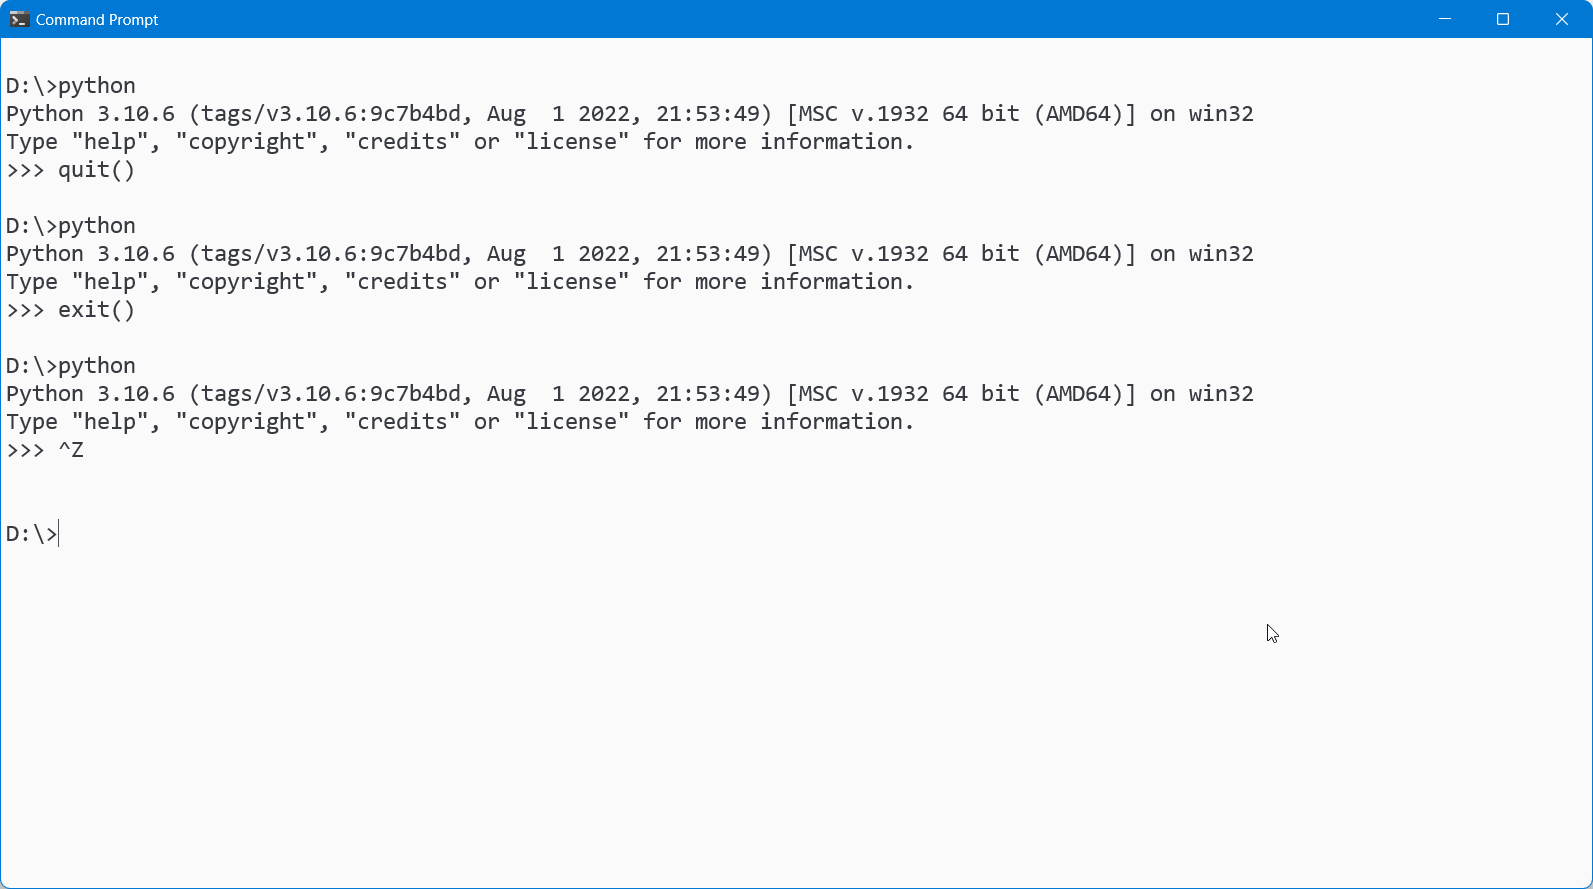 Command Prompt
D:\>python
Python 3.10.6 (tags/v3.10.6:9c7b4bd, Aug  1 2022, 21:53:49) [MSC v.1932 64 bit (AMD64)] on win32
Type "help", "copyright", "credits" or "license" for more information.
>>> quit()
D:\>python
Python 3.10.6 (tags/v3.10.6:9c7b4bd, Aug  1 2022, 21:53:49) [MSC v.1932 64 bit (AMD64)] on win32
Type "help", "copyright", "credits" or "license" for more information.
>>> exit()
D:\>python
Python 3.10.6 (tags/v3.10.6:9c7b4bd, Aug  1 2022, 21:53:49) [MSC v.1932 64 bit (AMD64)] on win32
Type "help", "copyright", "credits" or "license" for more information.
>>> ^Z
D:\>